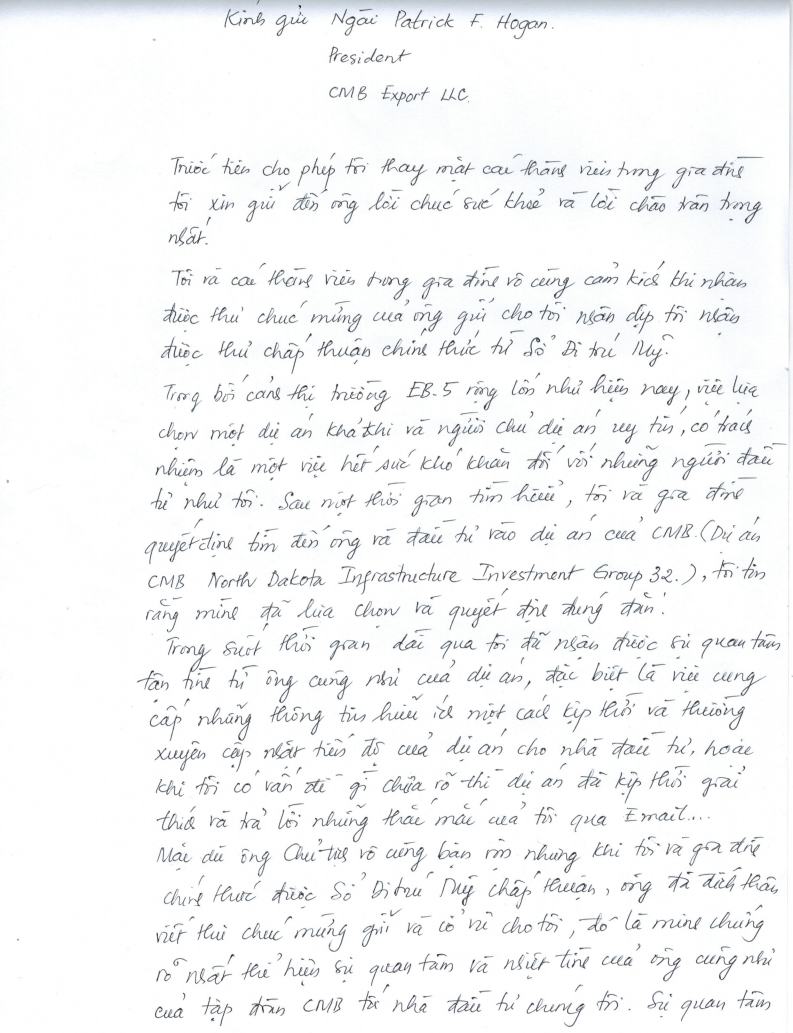 Kính gửi Ngài Patrick F. Hogan.
President
CMB Export LLC.
Trước tiên cho phép tôi thay mặt các thành viên trong gia đình
tôi xin gửi đến ông lời chúc sức khoẻ và lời chào trân trọng
nhất.
Tôi và các thành viên trong gia đình vô cùng cảm kích khi nhận
được thư chúc mừng của ông gửi cho tôi nhân dịp tôi nhận
được thư chấp thuận chính thức từ Sở Di trú Mỹ.
Trong bối cảnh thị trường EB-5 rộng lớn như hiện nay, việc lựa
chọn một dự án khả thi và người chủ dự án uy tín, có trách
nhiệm là một việc hết sức khó khăn đối với những người đầu
tư như tôi. Sau một thời gian tìm hiểu, tôi và gia đình
quyết định tìm đến ông và đầu tư vào dự án của CMB. (Dự án
CMB North Dakota Infrastructure Investment Group 32.), tôi tin
rằng mình đã lựa chọn và quyết định đúng đắn.
Trong suốt thời gian dài qua tôi đã nhận được sự quan tâm
tận tình từ ông cũng như của dự án, đặc biệt là việc cung
cấp những thông tin hữu ích một cách kịp thời và thường
xuyên cập nhật tiến độ của dự án cho nhà đầu tư, hoặc
khi tôi có vấn đề gì chưa rõ thì dự án đã kịp thời giải
thích và trả lời những thắc mắc của tôi qua Email....
Mặc dù ông Chủ tịch vô cùng bận rộn nhưng khi tôi và gia đình
chính thức được Sở Di trú Mỹ chấp thuận, ông đã đích thân
viết thư chúc mừng gửi và cổ vũ cho tôi, đó là minh chứng
rõ nhất thể hiện sự quan tâm và nhiệt tình của ông cũng như
của tập đoàn CMB tới nhà đầu tư chúng tôi. Sự quan tâm